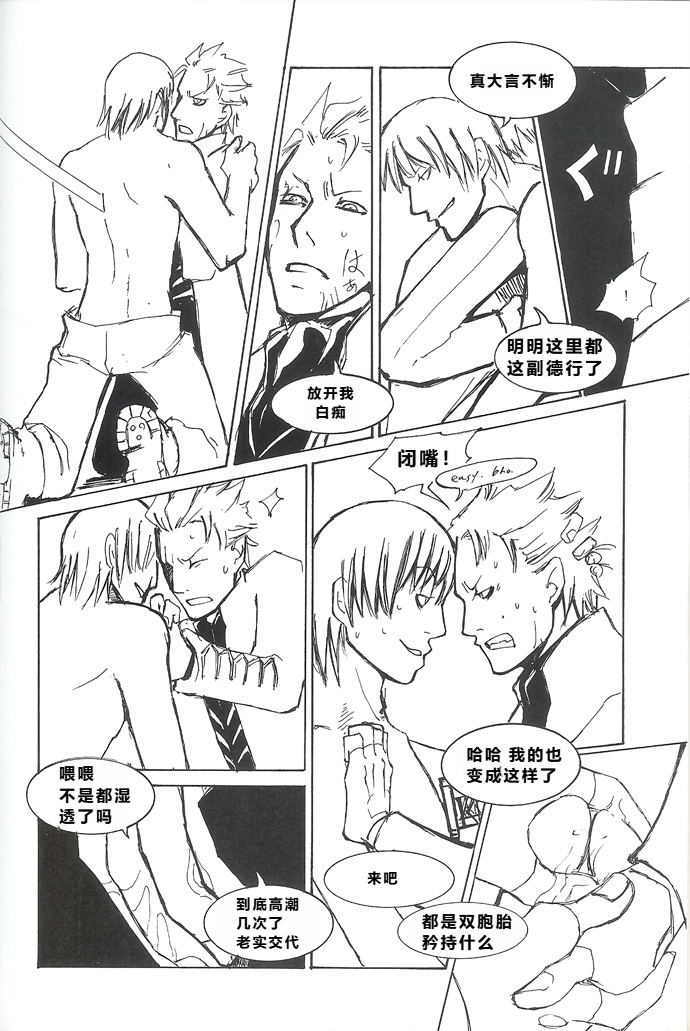 放开我
白痴
はぁ
真大言不惭
明明这里都
这副德行了
ぐ
!
喂喂
不是都湿
透了吗
到底高潮
几次了
老实交代
闭嘴！
easy.
哈哈 我的也
变成这样了
来吧
都是双胞胎
矜持什么